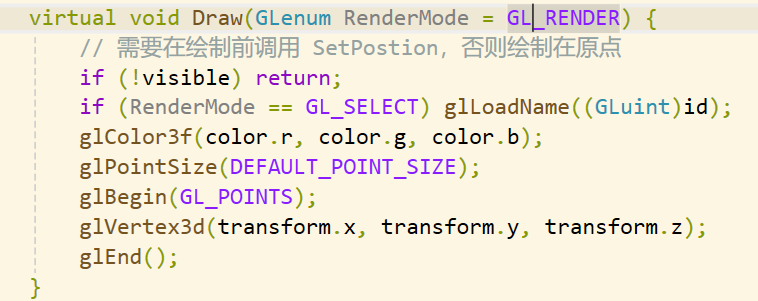 virtual void Draw(GLenum RenderMode = GL_RENDER) {
// 需要在绘制前调用 SetPostion, 否则绘制在原点
if (!visible) return;
if (RenderMode == GL_SELECT) glLoadName((GLuint)id);
glColor3f(color.r, color.g, color.b);
glPointSize(DEFAULT_POINT_SIZE);
glBegin(GL_POINTS);
glVertex3d(transform.x, transform.y, transform.z);
glEnd();
}